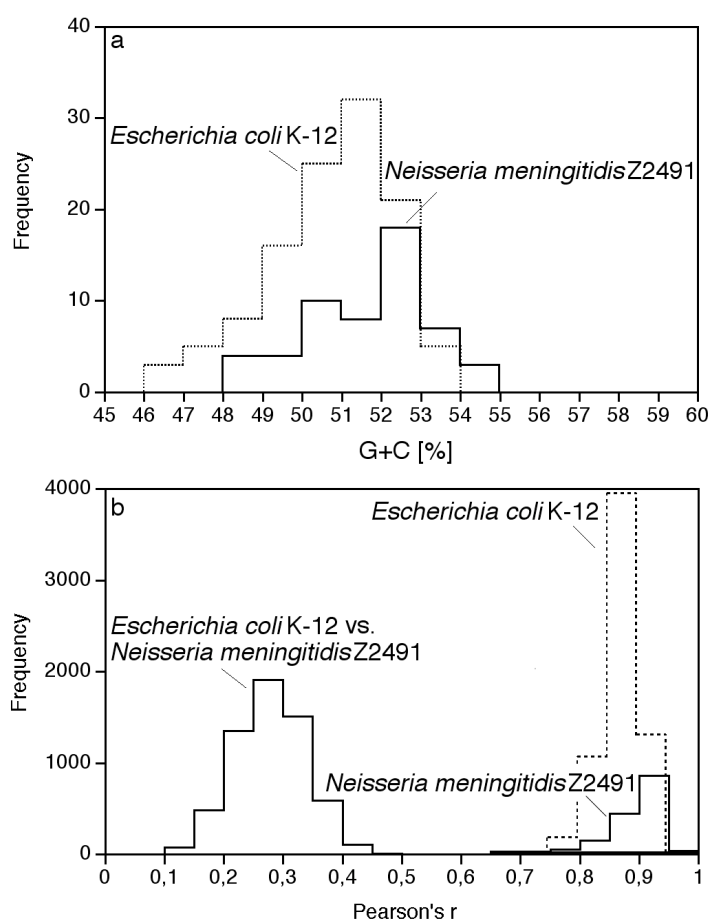 a
40
30
20
10
0
Frequency
Escherichia coli K-12
Neisseria meningitidis Z2491
45 46 47 48 49 50 51 52 53 54 55 56 57 58 59 60
G+C [%]
b
4000
3000
2000
1000
0
Frequency
Escherichia coli K-12
Escherichia coli K-12 vs.
Neisseria meningitidis Z2491
Neisseria meningitidis Z2491
0 0,1 0,2 0,3 0,4 0,5 0,6 0,7 0,8 0,9 1
Pearson's r